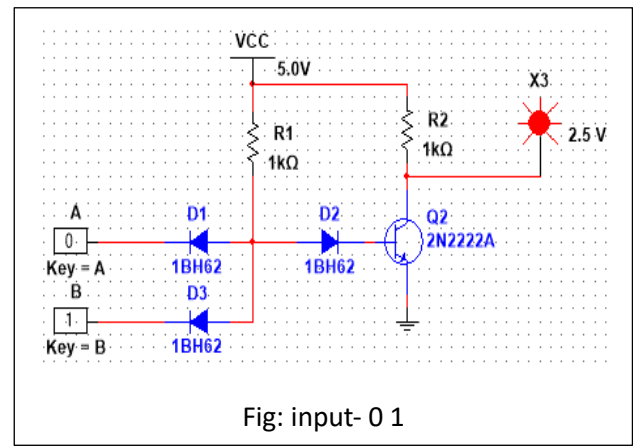 VCC
5.0V
X3
R1
1kΩ
R2
1kΩ
2.5 V
A
0
Key = A
D1
1BH62
D2
1BH62
Q2
2N2222A
B
1
Key = B
D3
1BH62
Fig: input- 0 1